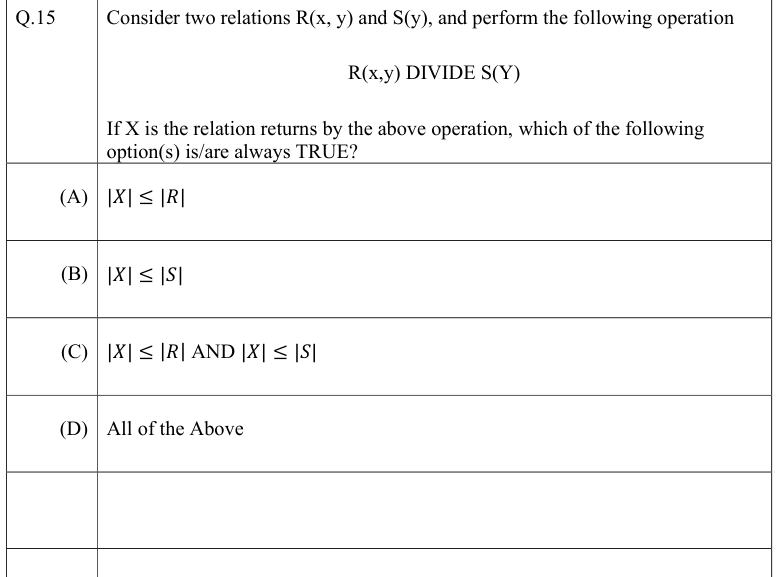 Q.15 Consider two relations R(x, y) and S(y), and perform the following operation
R(x,y) DIVIDE S(Y)
If X is the relation returns by the above operation, which of the following
option(s) is/are always TRUE?
(A) |X| ≤ |R|
(B) |X| ≤ |S|
(C) |X| ≤ |R| AND |X| ≤ |S|
(D) All of the Above